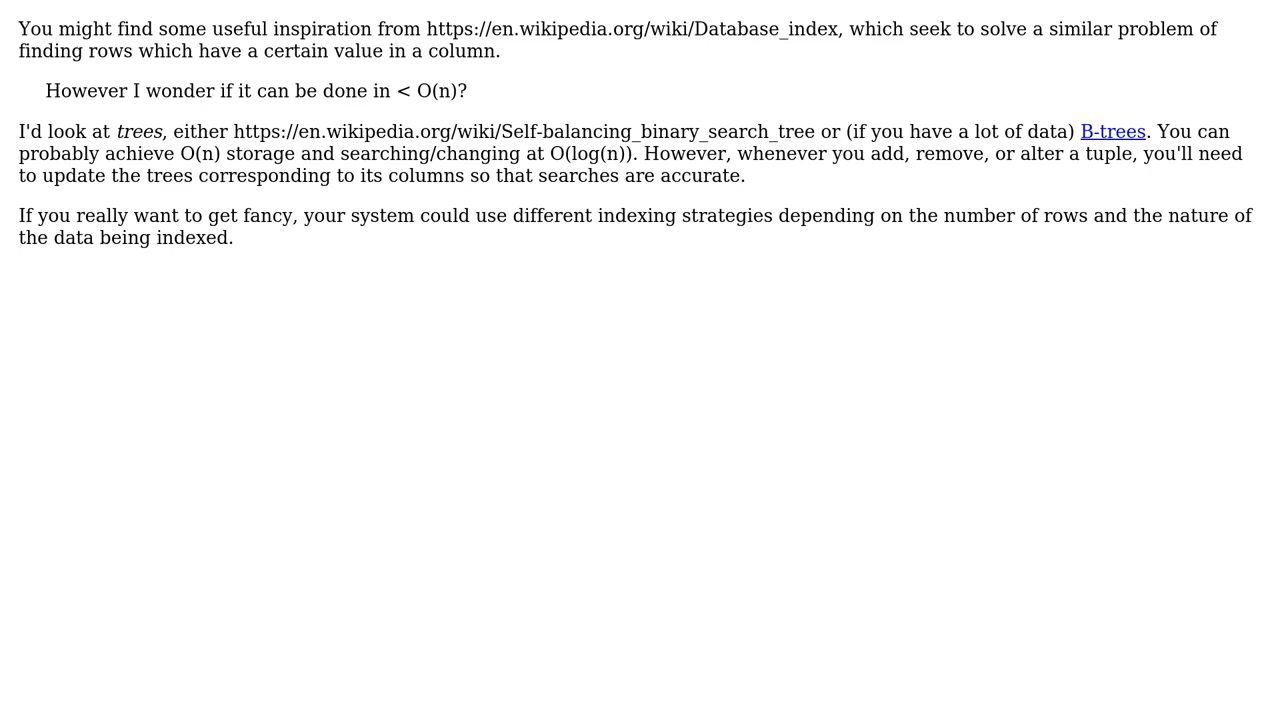 You might find some useful inspiration from https://en.wikipedia.org/wiki/Database_index, which seek to solve a similar problem of
finding rows which have a certain value in a column.
However I wonder if it can be done in < O(n)?
I'd look at trees, either https://en.wikipedia.org/wiki/Self-balancing_binary_search_tree or (if you have a lot of data) B-trees. You can
probably achieve O(n) storage and searching/changing at O(log(n)). However, whenever you add, remove, or alter a tuple, you'll need
to update the trees corresponding to its columns so that searches are accurate.
If you really want to get fancy, your system could use different indexing strategies depending on the number of rows and the nature of
the data being indexed.